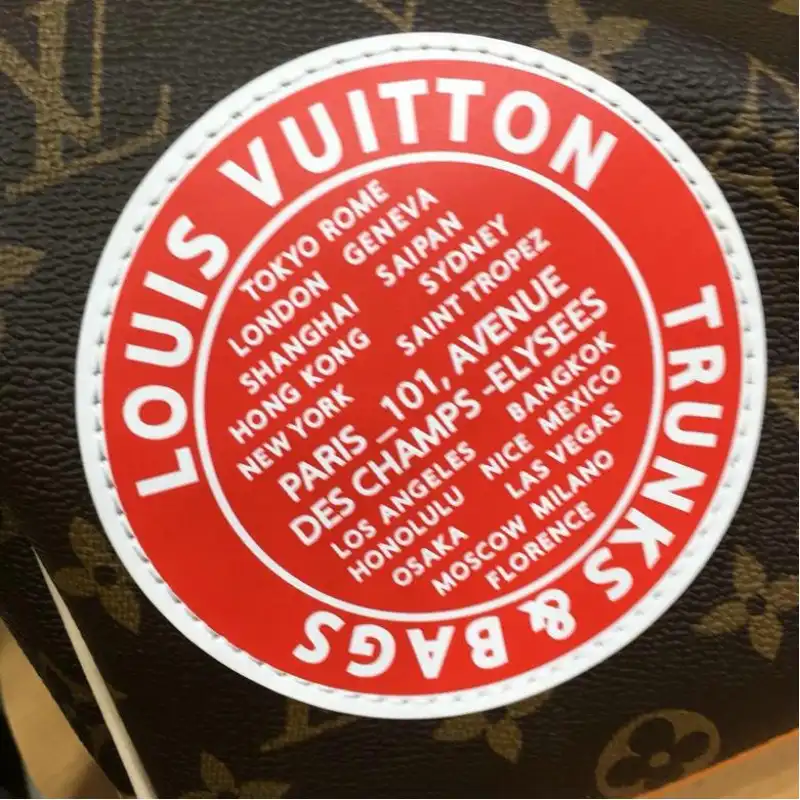 LOUIS VUITTON
TRUNKS & BAGS
TOKYO ROME
LONDON GENEVA
SHANGHAI SAIPAN
HONG KONG SYDNEY
NEW YORK SAINT TROPEZ
PARIS _101, AVENUE
DES CHAMPS -ELYSEES
LOS ANGELES BANGKOK
HONOLULU NICE MEXICO
OSAKA LAS VEGAS
MOSCOW MILANO
FLORENCE